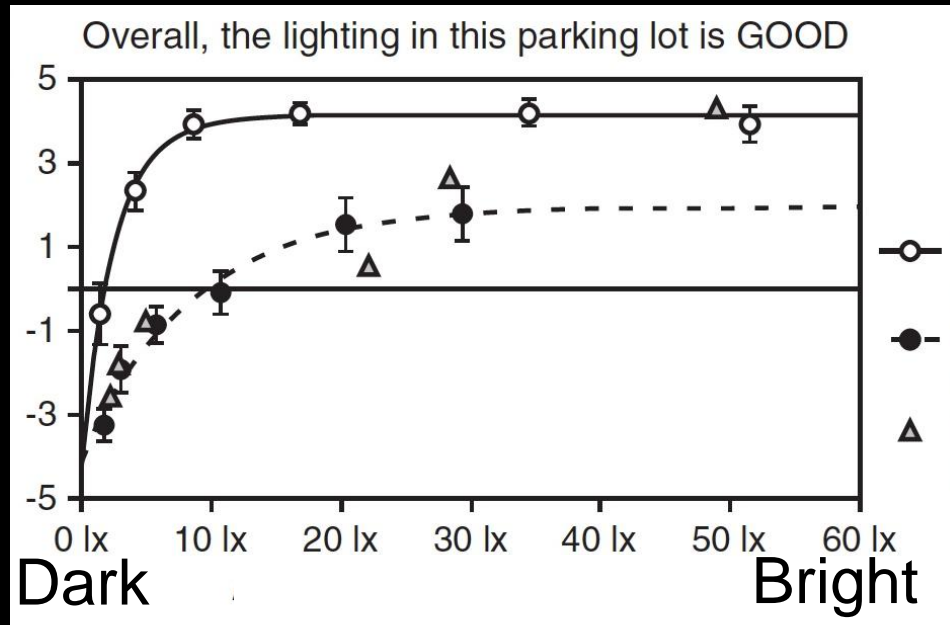 Overall, the lighting in this parking lot is GOOD
5
3
1
-1
-3
-5
0 lx 10 lx 20 lx 30 lx 40 lx 50 lx 60 lx
Dark Bright